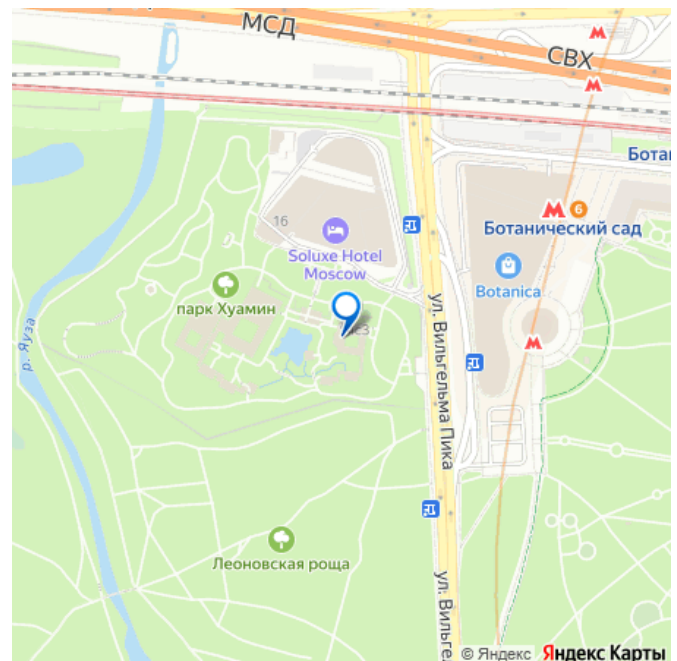 МСД
СВХ
Бота
6
Ботанический сад
16
Soluxe Hotel
Moscow
Botanica
парк Хуамин
р. Яуза
ул. Вильгельма Пика
Леоновская роща
ул. Вильгел
© Яндекс Яндекс Карты